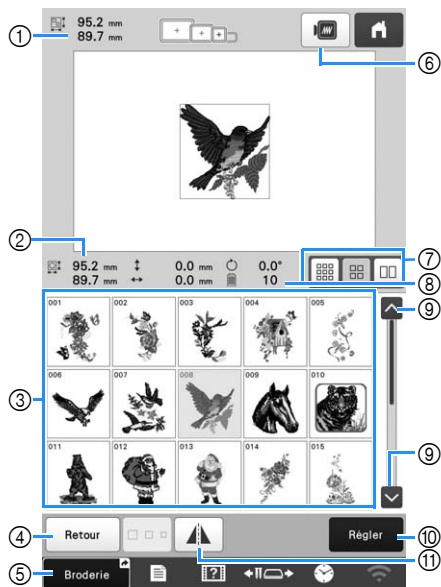 ① 95.2 mm
89.7 mm
⑥
② 95.2 mm 0.0 mm 0.0°
89.7 mm 0.0 mm 10
⑦
⑧
001 002 003 004 005
⑨
③ 006 007 008 009 010
011 012 013 014 015
⑨
④ Retour Régler ⑩
⑪
⑤ Broderie